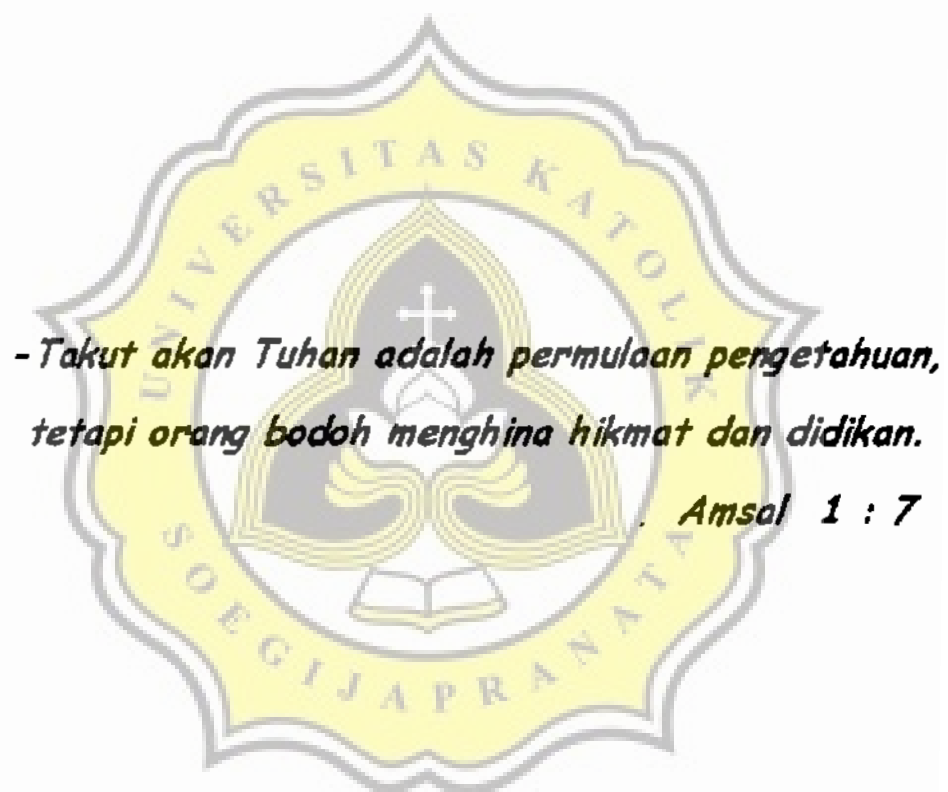 UNIVERSITAS KATOLIK
-Takut akan Tuhan adalah permulaan pengetahuan,
tetapi orang bodoh menghina hikmat dan didikan.
. Amsal 1 : 7
SOEGIJAPRANATA